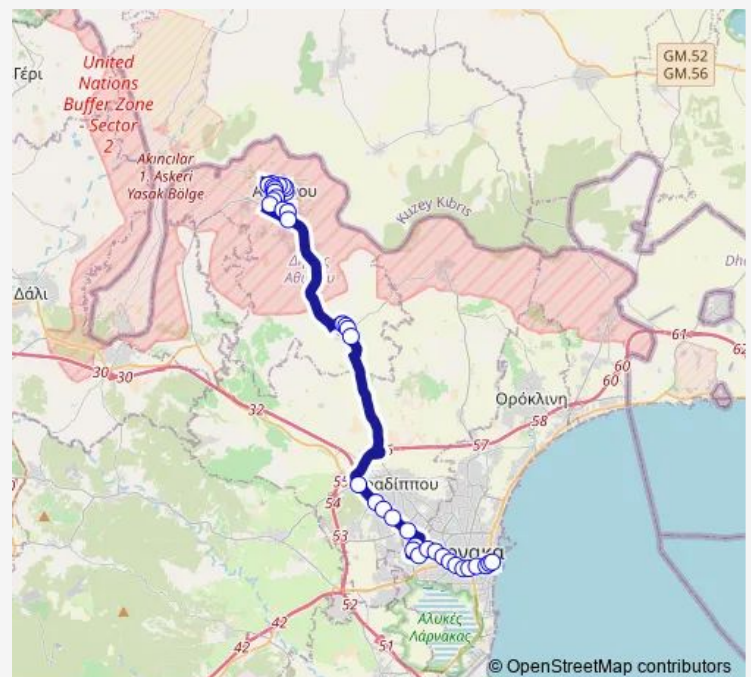 United
Nations
Buffer Zone
- Sector
2
Γέρι
GM.52
GM.56
Akıncılar
1. Askeri
Yasak Bölge
Kuzey Kıbrıs
Δάλι
61
60
60
30
30
32
Ορόκλινη
58
57
55
54
53
52
51
42
42
Αλυκές
Λάρνακας
© OpenStreetMap contributors